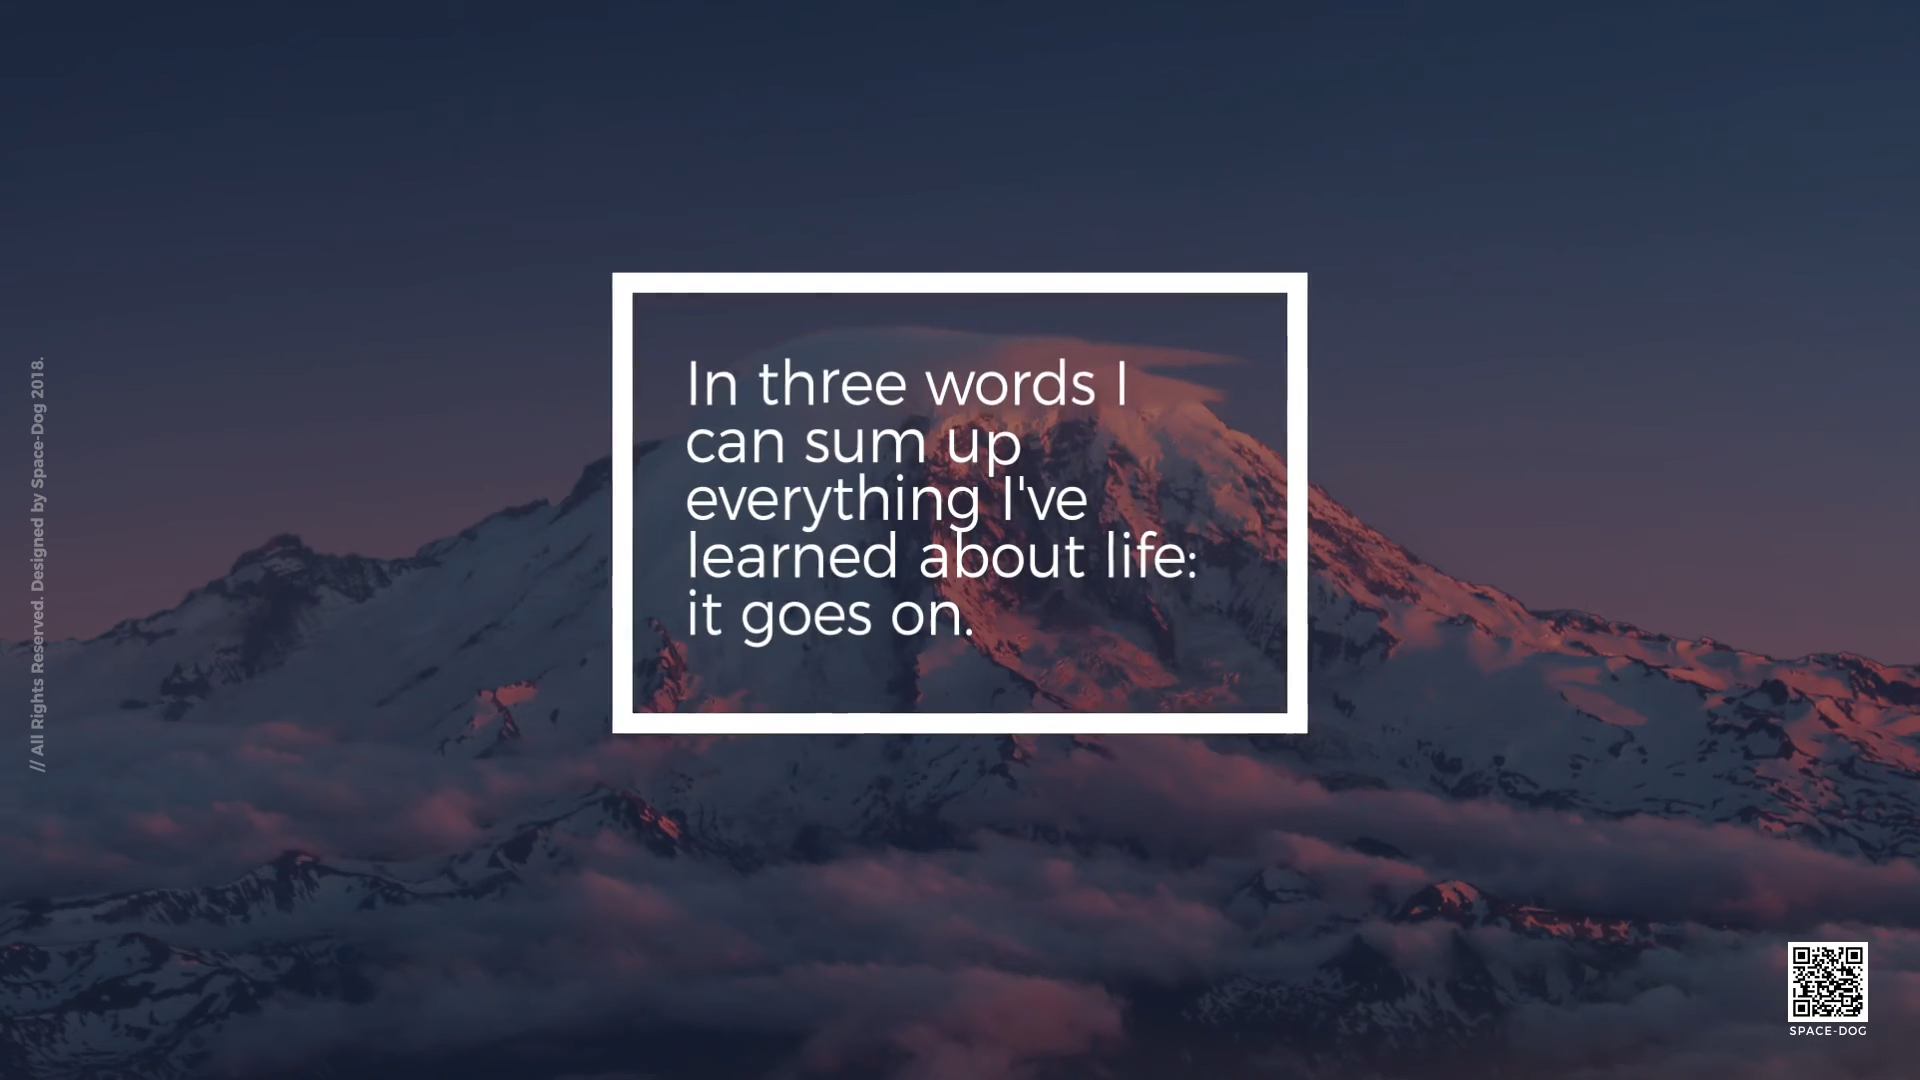 In three words I
can sum up
everything I've
learned about life:
it goes on.
// All Rights Reserved. Designed by Space-Dog 2018.
SPACE-DOG